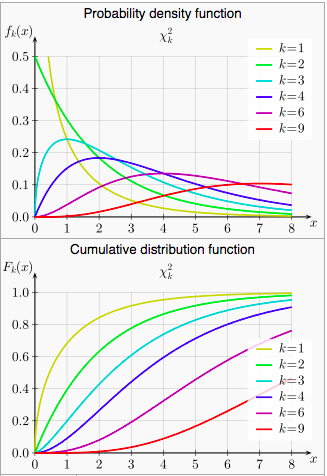 Probability density function
fₖ(x)
χ²ₖ
0.5
0.4
0.3
0.2
0.1
0.0
k=1
k=2
k=3
k=4
k=6
k=9
0 1 2 3 4 5 6 7 8 x
Cumulative distribution function
Fₖ(x)
χ²ₖ
1.0
0.8
0.6
0.4
0.2
0.0
k=1
k=2
k=3
k=4
k=6
k=9
0 1 2 3 4 5 6 7 8 x